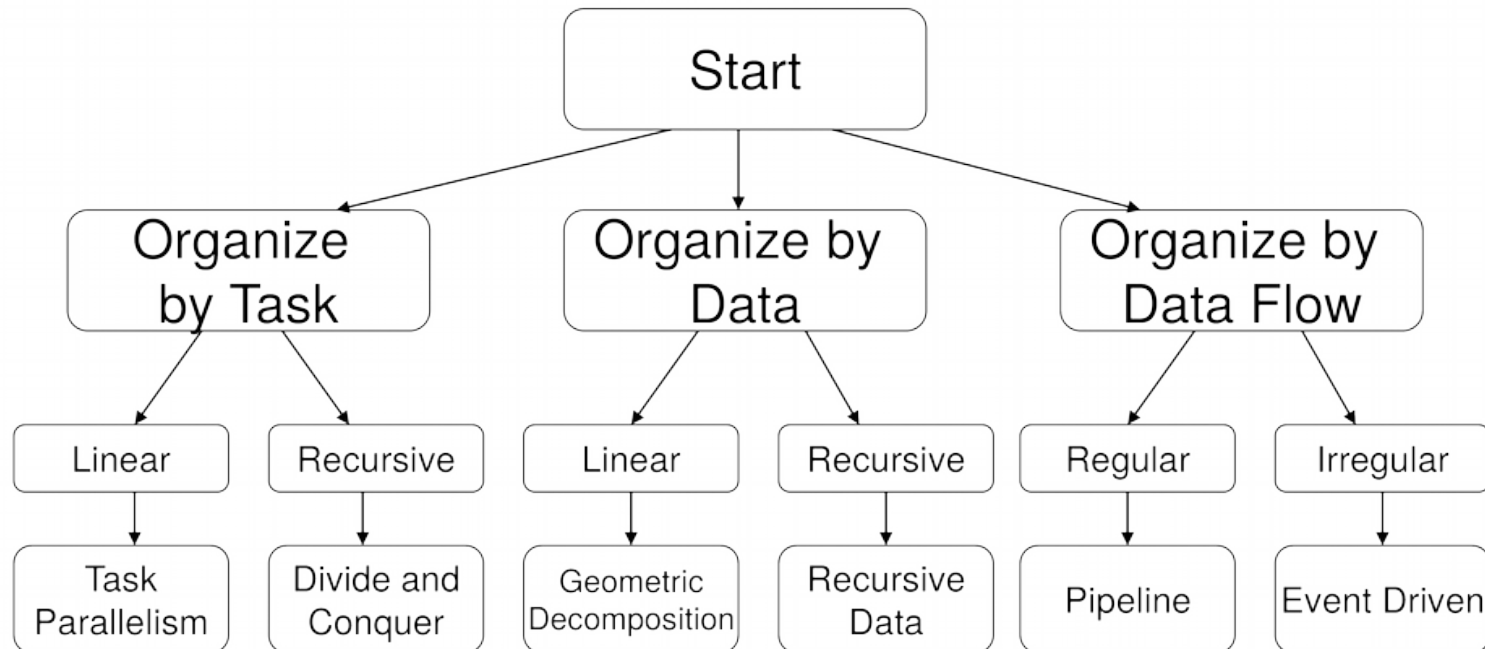 Start
Organize
by Task
Organize by
Data
Organize by
Data Flow
Linear
Recursive
Linear
Recursive
Regular
Irregular
Task
Parallelism
Divide and
Conquer
Geometric
Decomposition
Recursive
Data
Pipeline
Event Driven